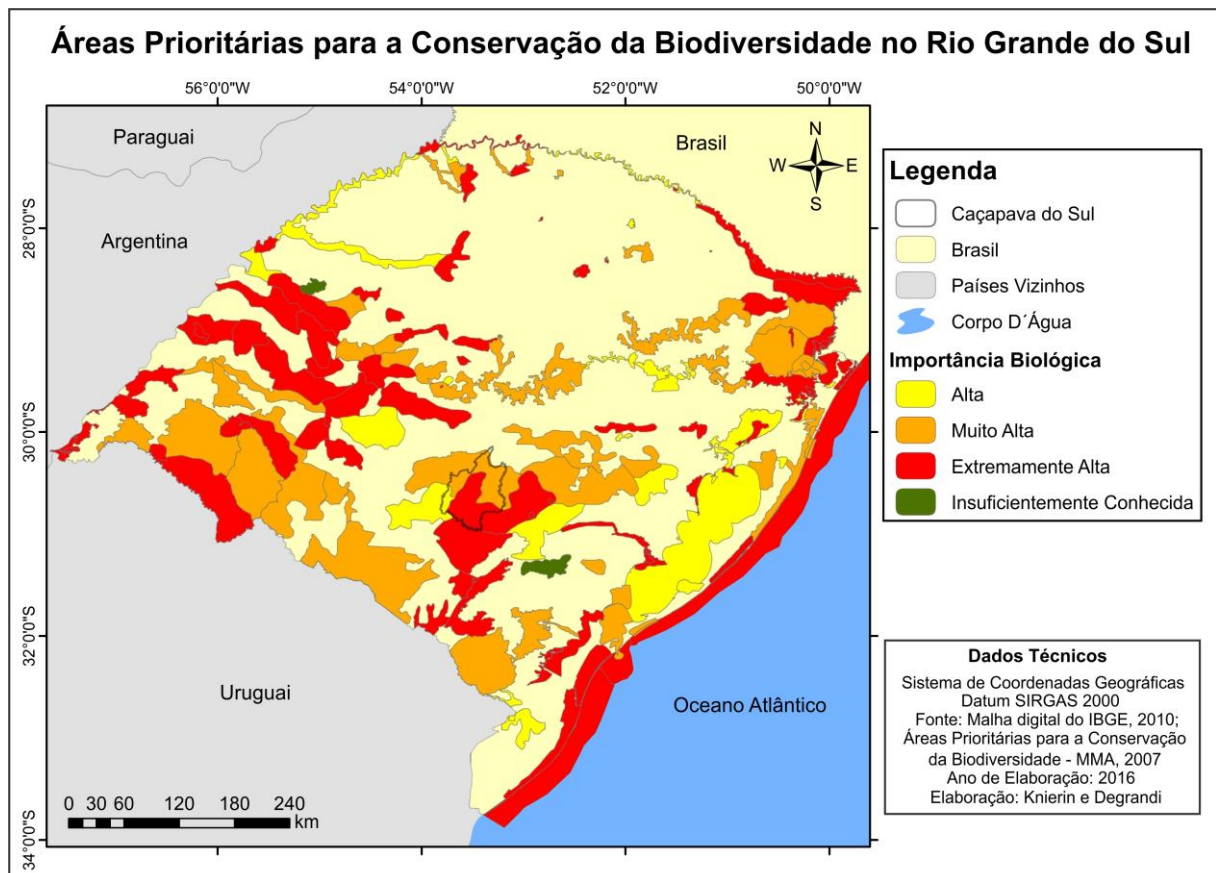 Áreas Prioritárias para a Conservação da Biodiversidade no Rio Grande do Sul
56°0'0"W 54°0'0"W 52°0'0"W 50°0'0"W
Paraguai
Brasil
N
W E
S
28°0'0"S
Argentina
30°0'0"S
32°0'0"S
Uruguai
Oceano Atlântico
0 30 60 120 180 240
km
34°0'0"S
Legenda
Caçapava do Sul
Brasil
Países Vizinhos
Corpo D´Água
Importância Biológica
Alta
Muito Alta
Extremamente Alta
Insuficientemente Conhecida
Dados Técnicos
Sistema de Coordenadas Geográficas
Datum SIRGAS 2000
Fonte: Malha digital do IBGE, 2010;
Áreas Prioritárias para a Conservação
da Biodiversidade - MMA, 2007
Ano de Elaboração: 2016
Elaboração: Knierin e Degrandi